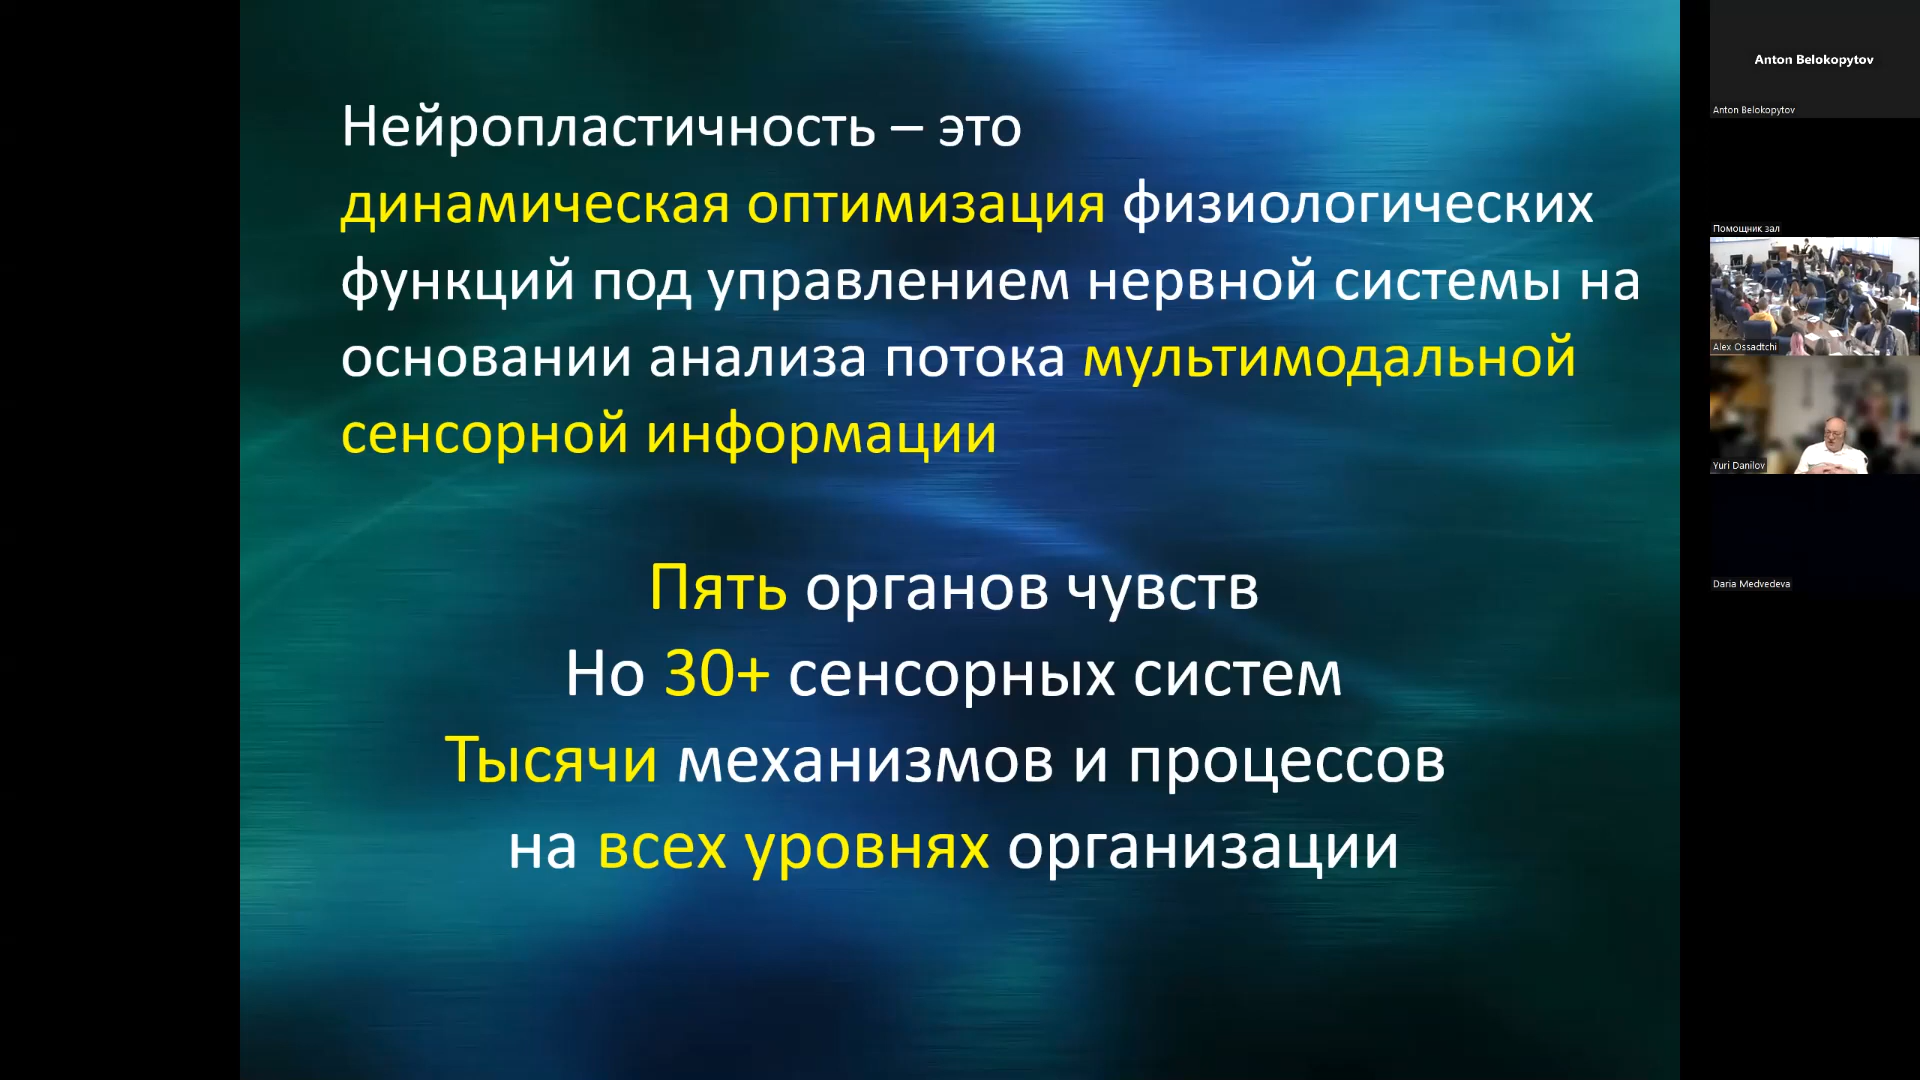 Нейропластичность – это
динамическая оптимизация физиологических
функций под управлением нервной системы на
основании анализа потока мультимодальной
сенсорной информации
Пять органов чувств
Но 30+ сенсорных систем
Тысячи механизмов и процессов
на всех уровнях организации
Anton Belokopytov
Anton Belokopytov
Помощник зал
Alex Ossadtchi
Yuri Danilov
Daria Medvedeva